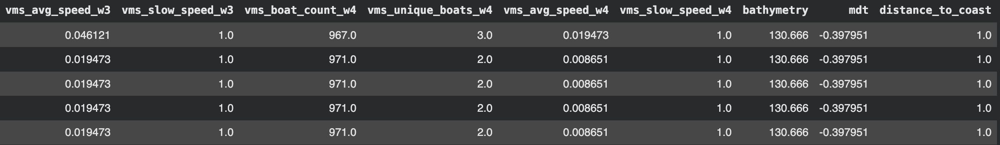 vms_avg_speed_w3 vms_slow_speed_w3 vms_boat_count_w4 vms_unique_boats_w4 vms_avg_speed_w4 vms_slow_speed_w4 bathymetry mdt distance_to_coast
0.046121 1.0 967.0 3.0 0.019473 1.0 130.666 -0.397951 1.0
0.019473 1.0 971.0 2.0 0.008651 1.0 130.666 -0.397951 1.0
0.019473 1.0 971.0 2.0 0.008651 1.0 130.666 -0.397951 1.0
0.019473 1.0 971.0 2.0 0.008651 1.0 130.666 -0.397951 1.0
0.019473 1.0 971.0 2.0 0.008651 1.0 130.666 -0.397951 1.0